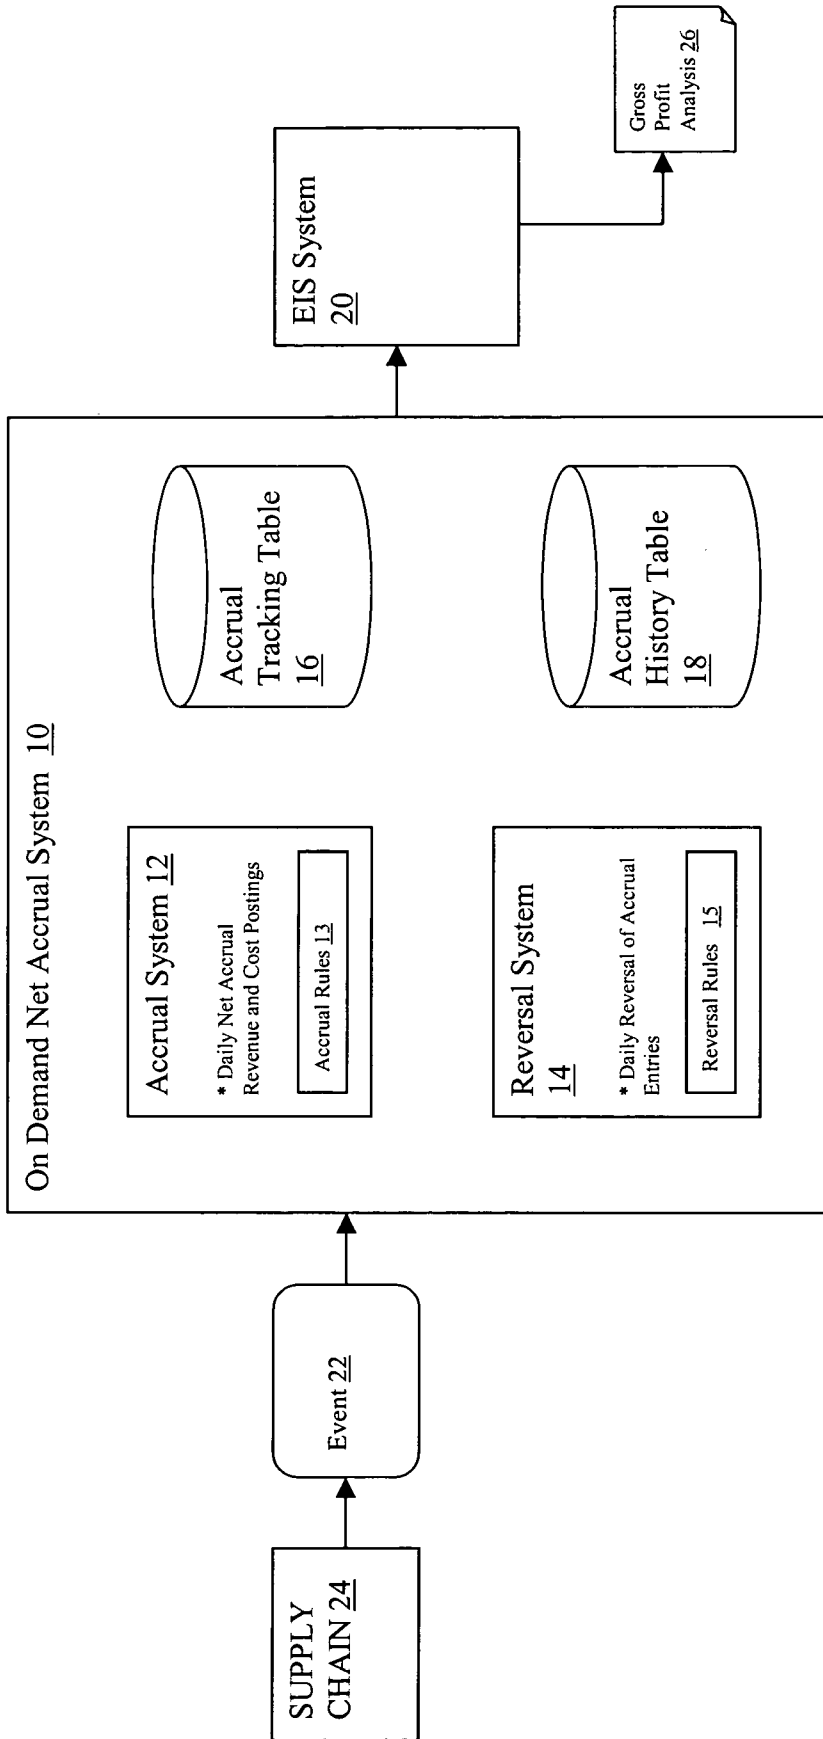 On Demand Net Accrual System 10
SUPPLY
CHAIN 24
Event 22
Accrual System 12
* Daily Net Accrual
Revenue and Cost Postings
Accrual Rules 13
Reversal System
14
* Daily Reversal of Accrual
Entries
Reversal Rules 15
Accrual
Tracking Table
16
Accrual
History Table
18
EIS System
20
Gross
Profit
Analysis 26